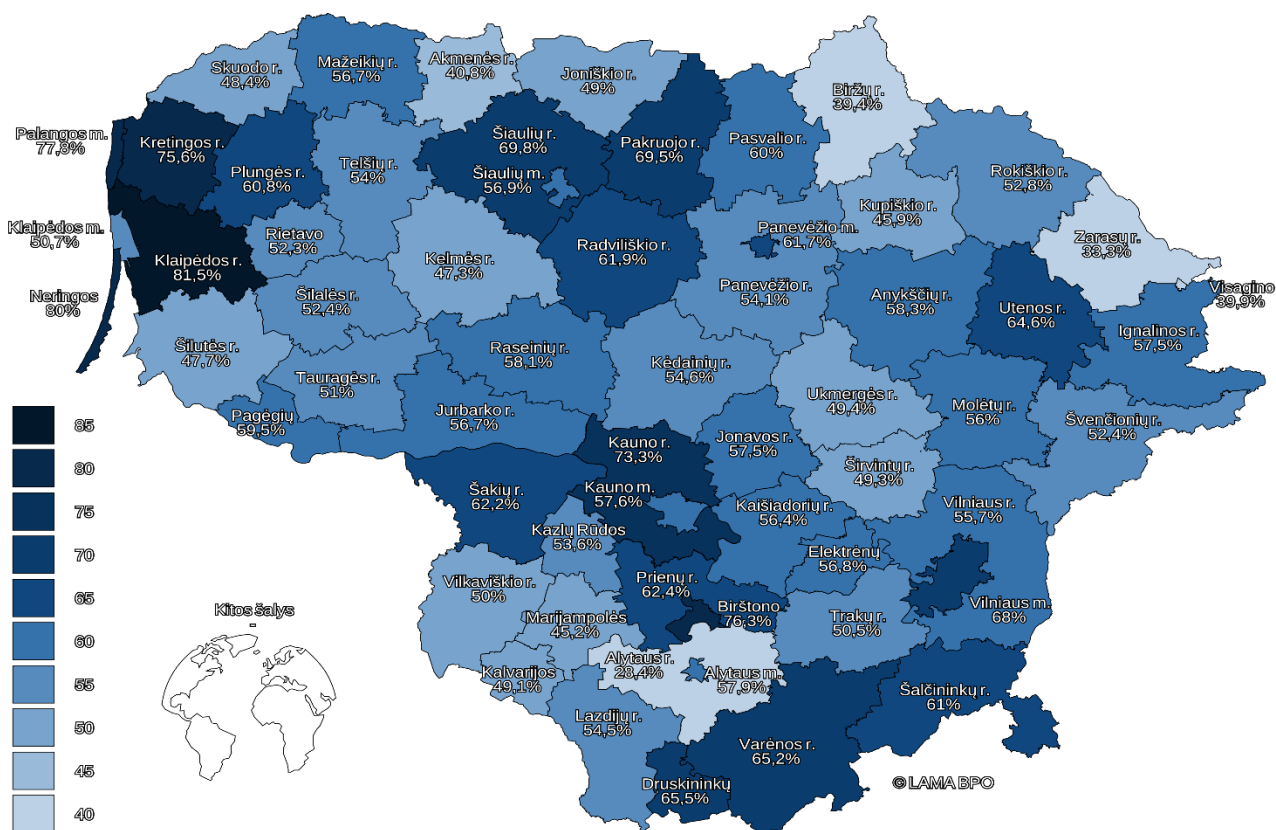 Skuodo r.
48,4%
Mažeikių r.
56,7%
Akmenės r.
40,8%
Joniškio r.
49%
Biržų r.
39,4%
Palangos m.
77,3%
Kretingos r.
75,6%
Plungės r.
60,8%
Telšių r.
54%
Šiaulių r.
69,8%
Šiaulių m.
56,9%
Pakruojo r.
69,5%
Pasvalio r.
60%
Rokiškio r.
52,8%
Kupiškio r.
45,9%
Klaipėdos m.
50,7%
Klaipėdos r.
81,5%
Rietavo
52,3%
Kelmės r.
47,3%
Radviliškio r.
61,9%
Panevėžio m.
61,7%
Panevėžio r.
54,1%
Zarasų r.
33,3%
Visagino
39,9%
Neringos
80%
Šilalės r.
52,4%
Anykščių r.
58,3%
Utenos r.
64,6%
Ignalinos r.
57,5%
Šilutės r.
47,7%
Tauragės r.
51%
Raseinių r.
58,1%
Kėdainių r.
54,6%
Ukmergės r.
49,4%
Molėtų r.
56%
Švenčionių r.
52,4%
Pagėgių
59,5%
Jurbarko r.
56,7%
Kauno r.
73,3%
Jonavos r.
57,5%
Širvintų r.
49,3%
Šakių r.
62,2%
Kauno m.
57,6%
Kaišiadorių r.
56,4%
Vilniaus r.
55,7%
Kazlų Rūdos
53,6%
Elektrėnų
56,8%
Vilkaviškio r.
50%
Prienų r.
62,4%
Birštono
76,3%
Trakų r.
50,5%
Vilniaus m.
68%
Marijampolės
45,2%
Kalvarijos
49,1%
Alytaus r.
28,4%
Alytaus m.
57,9%
Šalčininkų r.
61%
Lazdijų r.
54,5%
Varėnos r.
65,2%
Druskininkų
65,5%
85
80
75
70
65
60
55
50
45
40
Kitos šalys
-
© LAMA BPO